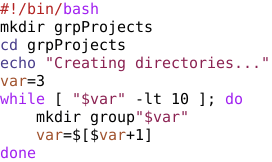 #!/bin/bash
mkdir grpProjects
cd grpProjects
echo "Creating directories..."
var=3
while [ "$var" -lt 10 ]; do
    mkdir group"$var"
    var=$[$var+1]
done